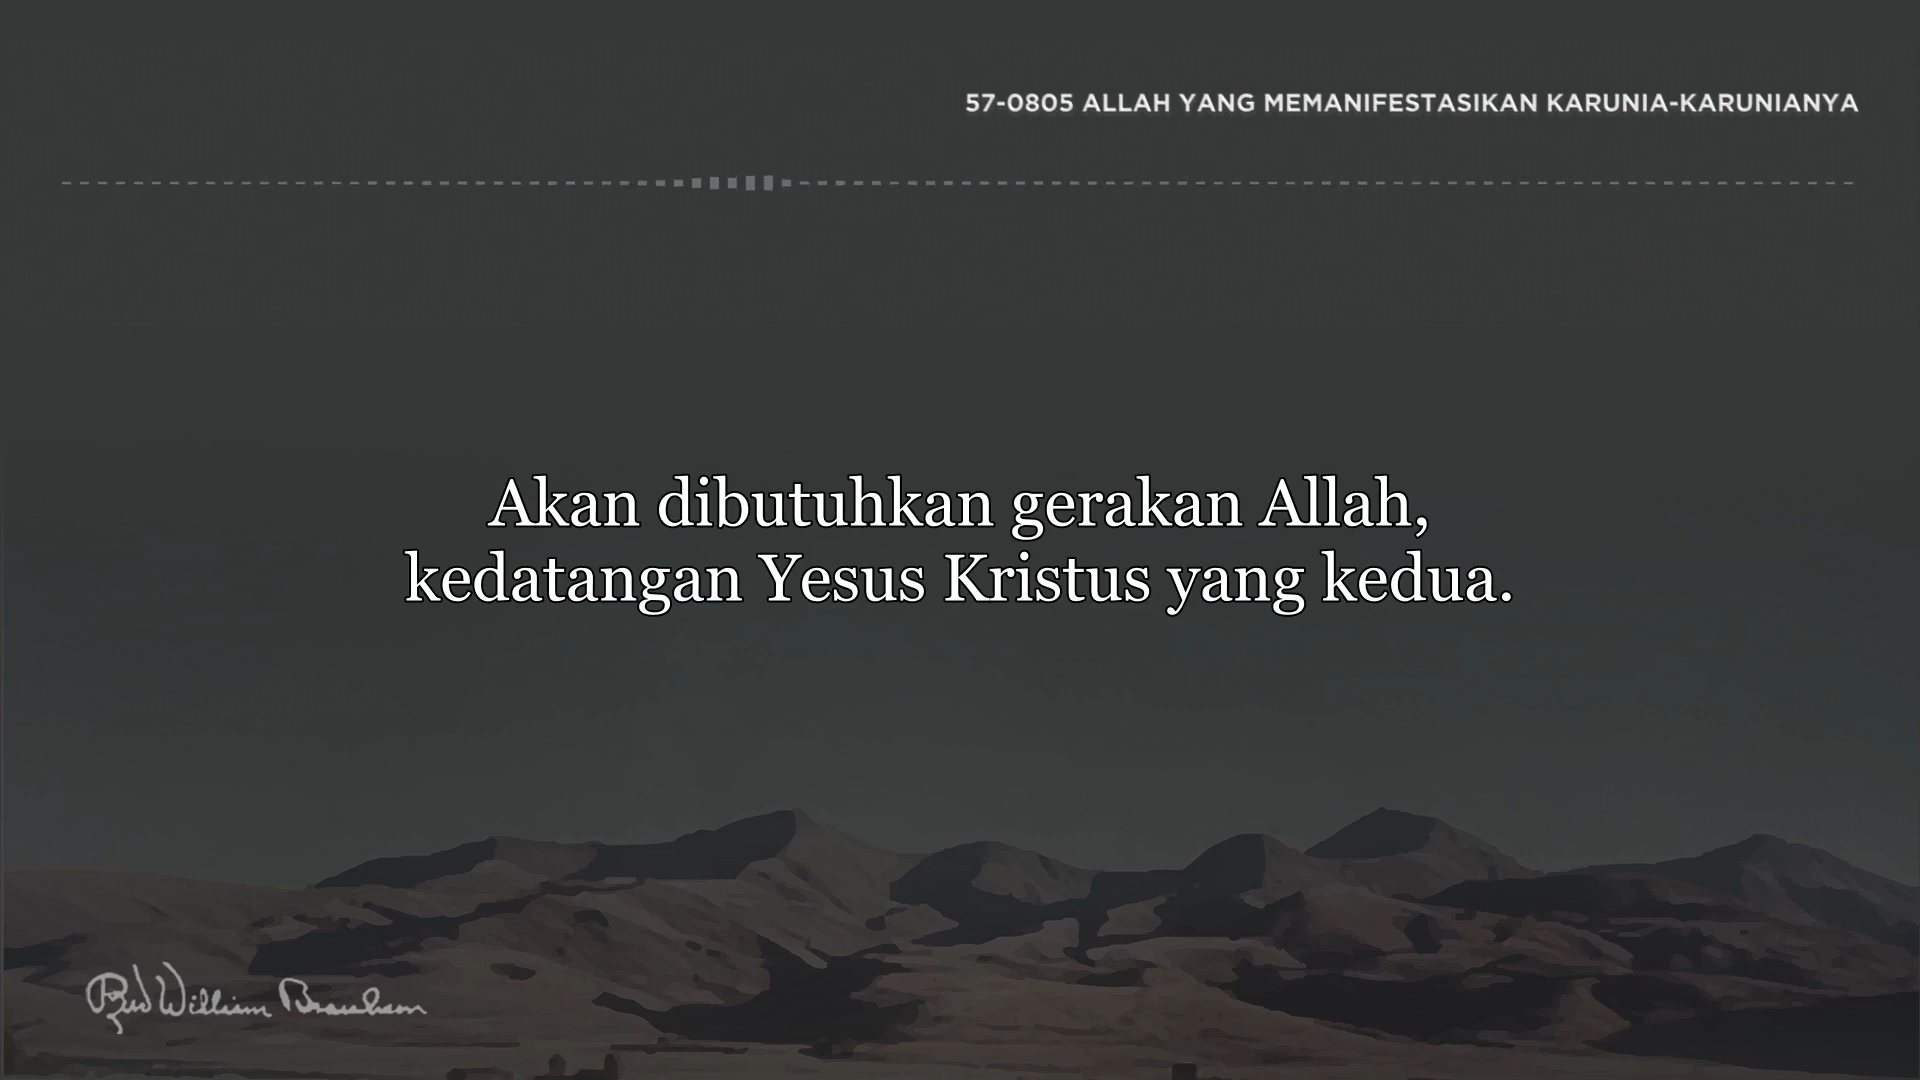 57-0805 ALLAH YANG MEMANIFESTASIKAN KARUNIA-KARUNIANYA
Akan dibutuhkan gerakan Allah,
kedatangan Yesus Kristus yang kedua.
Rev William Branham